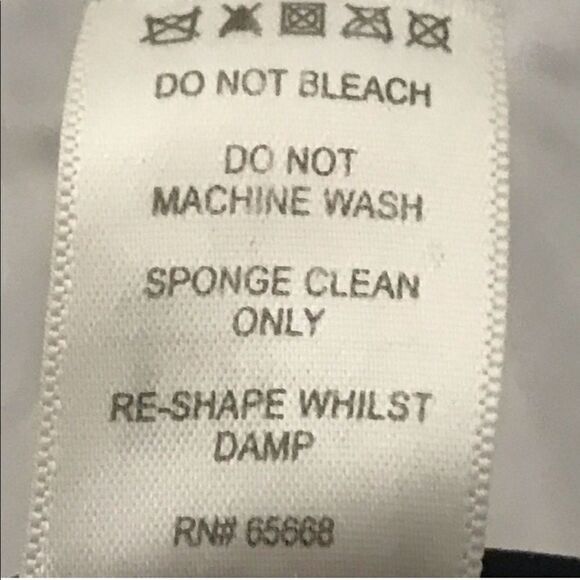 DO NOT BLEACH
DO NOT
MACHINE WASH
SPONGE CLEAN
ONLY
RE-SHAPE WHILST
DAMP
RN# 65668